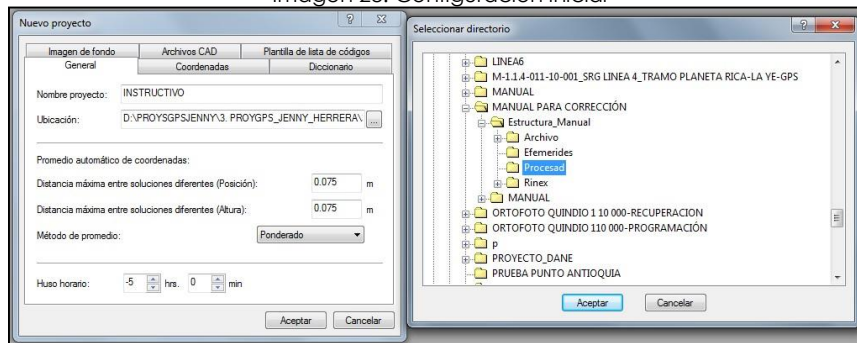 Imagen 28. Configuración inicial
Nuevo proyecto
Imagen de fondo Archivos CAD Plantilla de lista de códigos
General Coordenadas Diccionario
Nombre proyecto: INSTRUCTIVO
Ubicación: D:\PROYSGPSJENNY\3. PROYGPS_JENNY_HERRERA\ ...
Promedio automático de coordenadas:
Distancia máxima entre soluciones diferentes (Posición): 0.075 m
Distancia máxima entre soluciones diferentes (Altura): 0.075 m
Método de promedio: Ponderado
Huso horario: -5 hrs. 0 min
Aceptar Cancelar
Seleccionar directorio
LINEA6
M-1.1.4-011-10-001_SRG LINEA 4_TRAMO PLANETA RICA-LA YE-GPS
MANUAL
MANUAL PARA CORRECCIÓN
Estructura_Manual
Archivo
Efemerides
Procesad
Rinex
MANUAL
ORTOFOTO QUINDIO 1 10 000-RECUPERACION
ORTOFOTO QUINDIO 110 000-PROGRAMACIÓN
p
PROYECTO_DANE
PRUEBA PUNTO ANTIOQUIA
Aceptar Cancelar